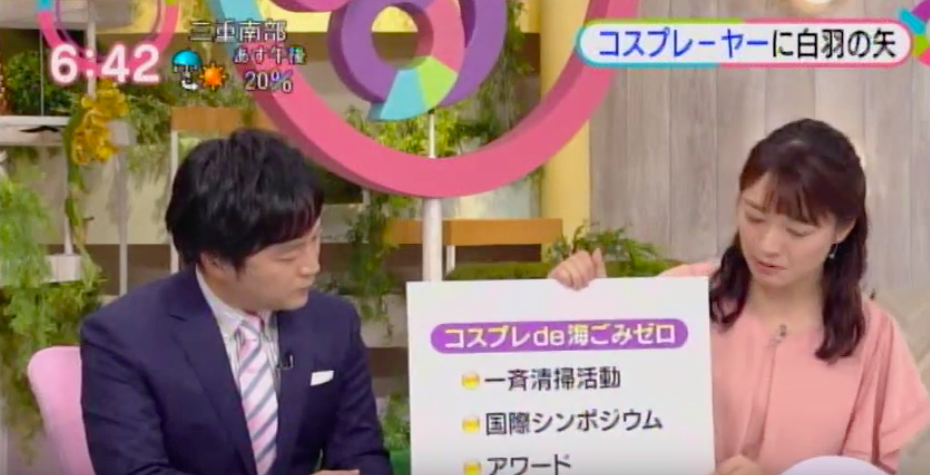 三重南部
6:42
あす午後
20%
コスプレーヤーに白羽の矢
コスプレde海ごみゼロ
一斉清掃活動
国際シンポジウム
アワード